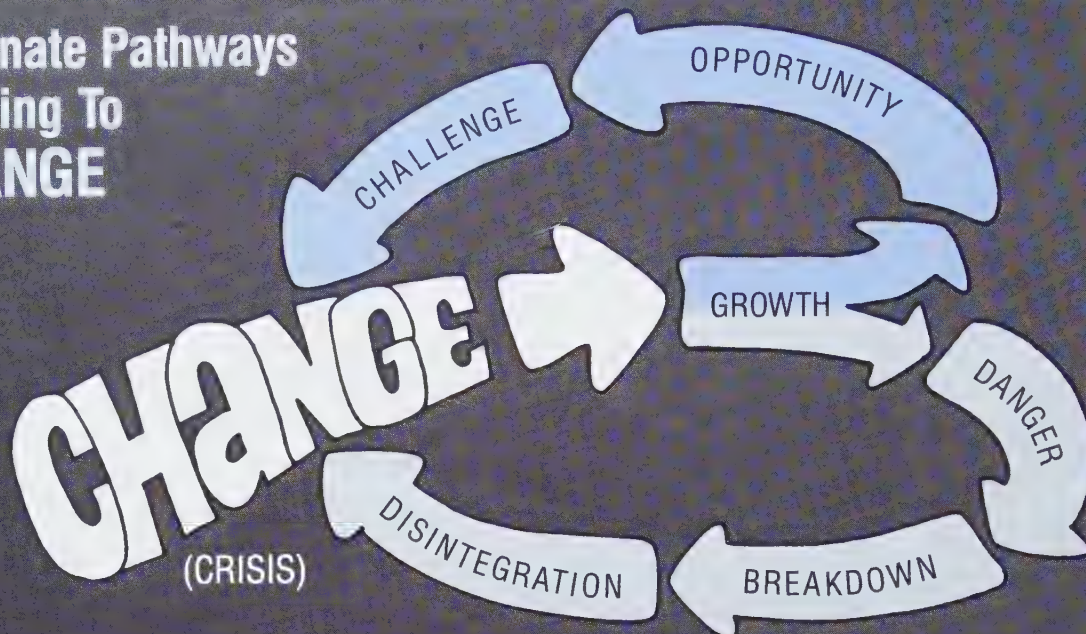 nate Pathways
ing To
NGE
OPPORTUNITY
CHALLENGE
CHaNGE
GROWTH
DANGER
DISINTEGRATION
BREAKDOWN
(CRISIS)